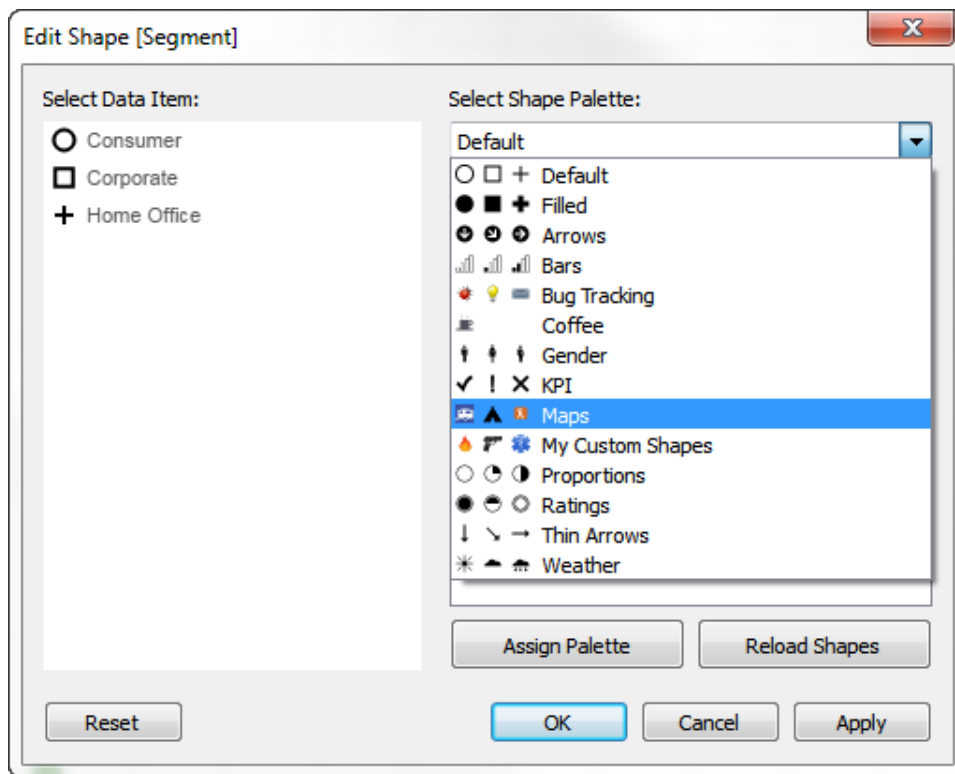 Edit Shape [Segment]
Select Data Item:
Consumer
Corporate
Home Office
Select Shape Palette:
Default
Default
Filled
Arrows
Bars
Bug Tracking
Coffee
Gender
KPI
Maps
My Custom Shapes
Proportions
Ratings
Thin Arrows
Weather
Assign Palette
Reload Shapes
Reset
OK
Cancel
Apply